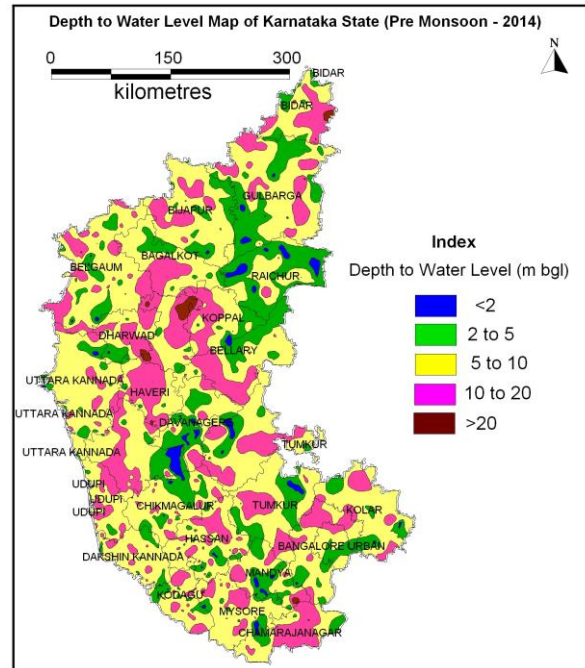 Depth to Water Level Map of Karnataka State (Pre Monsoon - 2014)
0 150 300
kilometres
N
BIDAR
BIDAR
GULBARGA
BIJAPUR
BAGALKOT
BELGAUM
RAICHUR
KOPPAL
DHARWAD
BELLARY
UTTARA KANNADA
HAVERI
UTTARA KANNADA
DAVANAGERE
UTTARA KANNADA
TUMKUR
UDUPI
UDUPI
UDUPI
CHIKMAGALUR
TUMKUR
KOLAR
HASSAN
BANGALORE URBAN
DAKSHIN KANNADA
MANDYA
KODAGU
MYSORE
CHAMARAJANAGAR
Index
Depth to Water Level (m bgl)
<2
2 to 5
5 to 10
10 to 20
>20